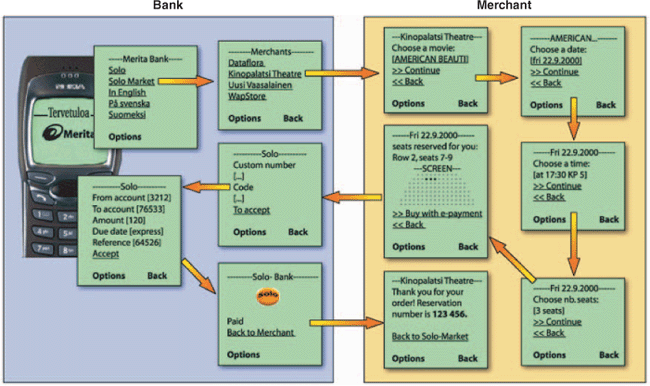 Bank
Merchant
Tervetuloa
Merita
------Merita Bank-----
Solo
Solo Market
In English
På svenska
Suomeksi
Options
--------Merchants--------
Dataflora
Kinopalatsi Theatre
Uusi Vaasalainen
WapStore
Options Back
---Kinopalatsi Theatre---
Choose a movie:
[AMERICAN BEAUTI]
>> Continue
<< Back
Options Back
-------AMERICAN...-------
Choose a date:
[fri 22.9.2000]
>> Continue
<< Back
Options Back
------Fri 22.9.2000------
Choose a time:
[at 17:30 KP 5]
>> Continue
<< Back
Options Back
------Fri 22.9.2000------
Choose nb. seats:
[3 seats]
>> Continue
<< Back
Options Back
------Fri 22.9.2000------
seats reserved for you:
Row 2, seats 7-9
---SCREEN---
>> Buy with e-payment
<< Back
Options Back
-----------Solo-----------
Custom number
[...]
Code
[...]
To accept
Options Back
-----------Solo-----------
From account [3212]
To account [76533]
Amount [120]
Due date [express]
Reference [64526]
Accept
Options Back
--------Solo- Bank--------
solo
Paid
Back to Merchant
Options
---Kinopalatsi Theatre---
Thank you for your
order! Reservation
number is 123 456.
Back to Solo-Market
Options Back